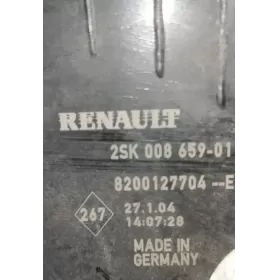 RENAULT
2SK 008 659-01
8200127704 --E
267
27.1.04
14:07:28
MADE IN
GERMANY